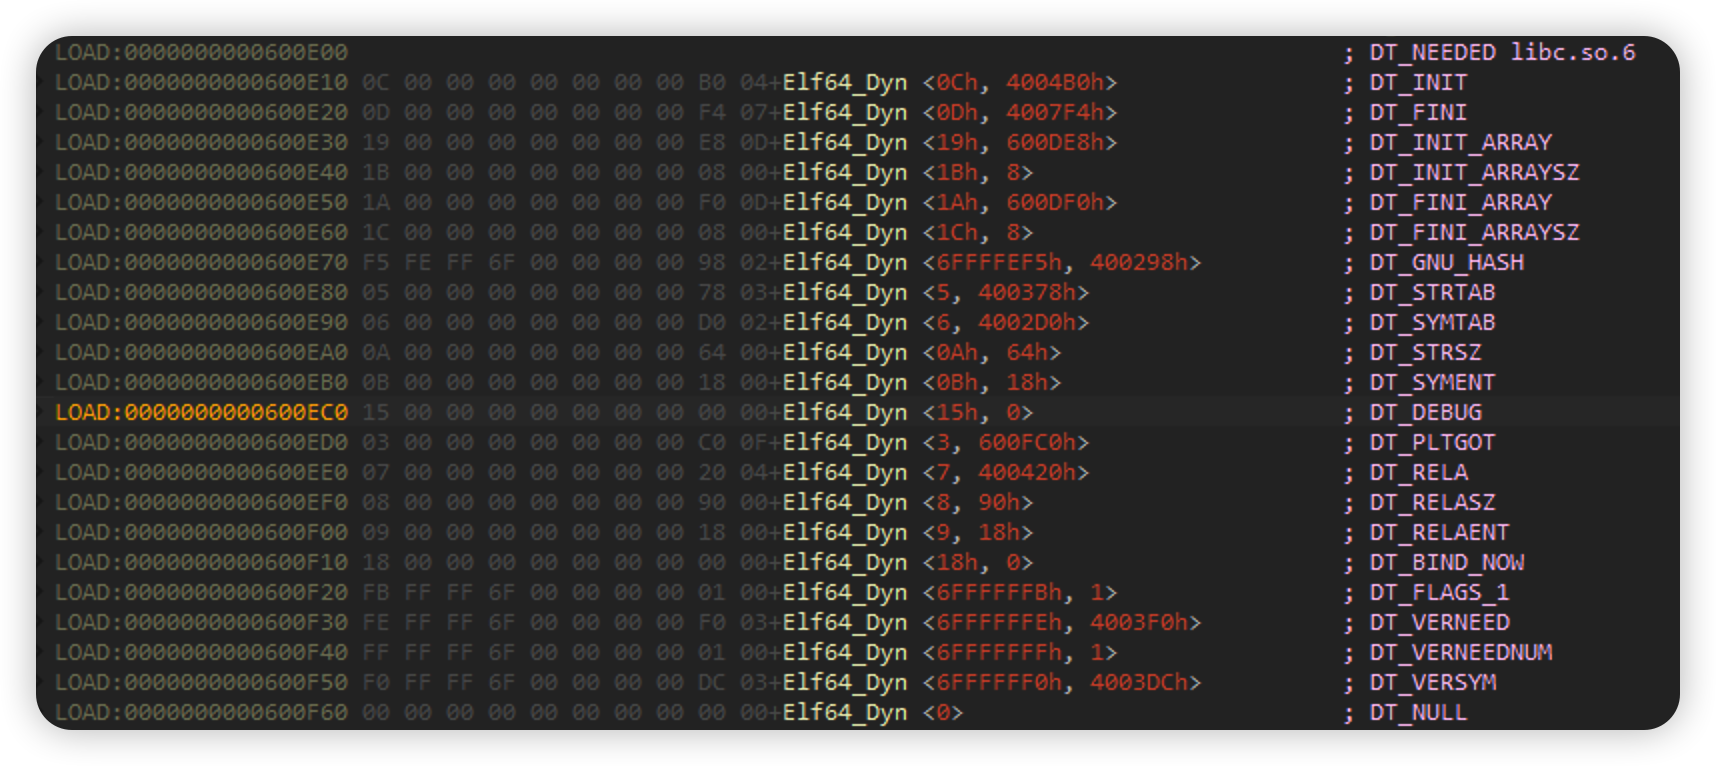 LOAD:0000000000600E00 ; DT_NEEDED libc.so.6
LOAD:0000000000600E10 0C 00 00 00 00 00 00 00 B0 04+Elf64_Dyn <0Ch, 4004B0h> ; DT_INIT
LOAD:0000000000600E20 0D 00 00 00 00 00 00 00 F4 07+Elf64_Dyn <0Dh, 4007F4h> ; DT_FINI
LOAD:0000000000600E30 19 00 00 00 00 00 00 00 E8 0D+Elf64_Dyn <19h, 600DE8h> ; DT_INIT_ARRAY
LOAD:0000000000600E40 1B 00 00 00 00 00 00 00 08 00+Elf64_Dyn <1Bh, 8> ; DT_INIT_ARRAYSZ
LOAD:0000000000600E50 1A 00 00 00 00 00 00 00 F0 0D+Elf64_Dyn <1Ah, 600DF0h> ; DT_FINI_ARRAY
LOAD:0000000000600E60 1C 00 00 00 00 00 00 00 08 00+Elf64_Dyn <1Ch, 8> ; DT_FINI_ARRAYSZ
LOAD:0000000000600E70 F5 FE FF 6F 00 00 00 00 98 02+Elf64_Dyn <6FFFFEF5h, 400298h> ; DT_GNU_HASH
LOAD:0000000000600E80 05 00 00 00 00 00 00 00 78 03+Elf64_Dyn <5, 400378h> ; DT_STRTAB
LOAD:0000000000600E90 06 00 00 00 00 00 00 00 D0 02+Elf64_Dyn <6, 4002D0h> ; DT_SYMTAB
LOAD:0000000000600EA0 0A 00 00 00 00 00 00 00 64 00+Elf64_Dyn <0Ah, 64h> ; DT_STRSZ
LOAD:0000000000600EB0 0B 00 00 00 00 00 00 00 18 00+Elf64_Dyn <0Bh, 18h> ; DT_SYMENT
LOAD:0000000000600EC0 15 00 00 00 00 00 00 00 00 00+Elf64_Dyn <15h, 0> ; DT_DEBUG
LOAD:0000000000600ED0 03 00 00 00 00 00 00 00 C0 0F+Elf64_Dyn <3, 600FC0h> ; DT_PLTGOT
LOAD:0000000000600EE0 07 00 00 00 00 00 00 00 20 04+Elf64_Dyn <7, 400420h> ; DT_RELA
LOAD:0000000000600EF0 08 00 00 00 00 00 00 00 90 00+Elf64_Dyn <8, 90h> ; DT_RELASZ
LOAD:0000000000600F00 09 00 00 00 00 00 00 00 18 00+Elf64_Dyn <9, 18h> ; DT_RELAENT
LOAD:0000000000600F10 18 00 00 00 00 00 00 00 00 00+Elf64_Dyn <18h, 0> ; DT_BIND_NOW
LOAD:0000000000600F20 FB FF FF 6F 00 00 00 00 01 00+Elf64_Dyn <6FFFFFFBh, 1> ; DT_FLAGS_1
LOAD:0000000000600F30 FE FF FF 6F 00 00 00 00 F0 03+Elf64_Dyn <6FFFFFFEh, 4003F0h> ; DT_VERNEED
LOAD:0000000000600F40 FF FF FF 6F 00 00 00 00 01 00+Elf64_Dyn <6FFFFFFFh, 1> ; DT_VERNEEDNUM
LOAD:0000000000600F50 F0 FF FF 6F 00 00 00 00 DC 03+Elf64_Dyn <6FFFFFF0h, 4003DCh> ; DT_VERSYM
LOAD:0000000000600F60 00 00 00 00 00 00 00 00 00 00+Elf64_Dyn <0> ; DT_NULL